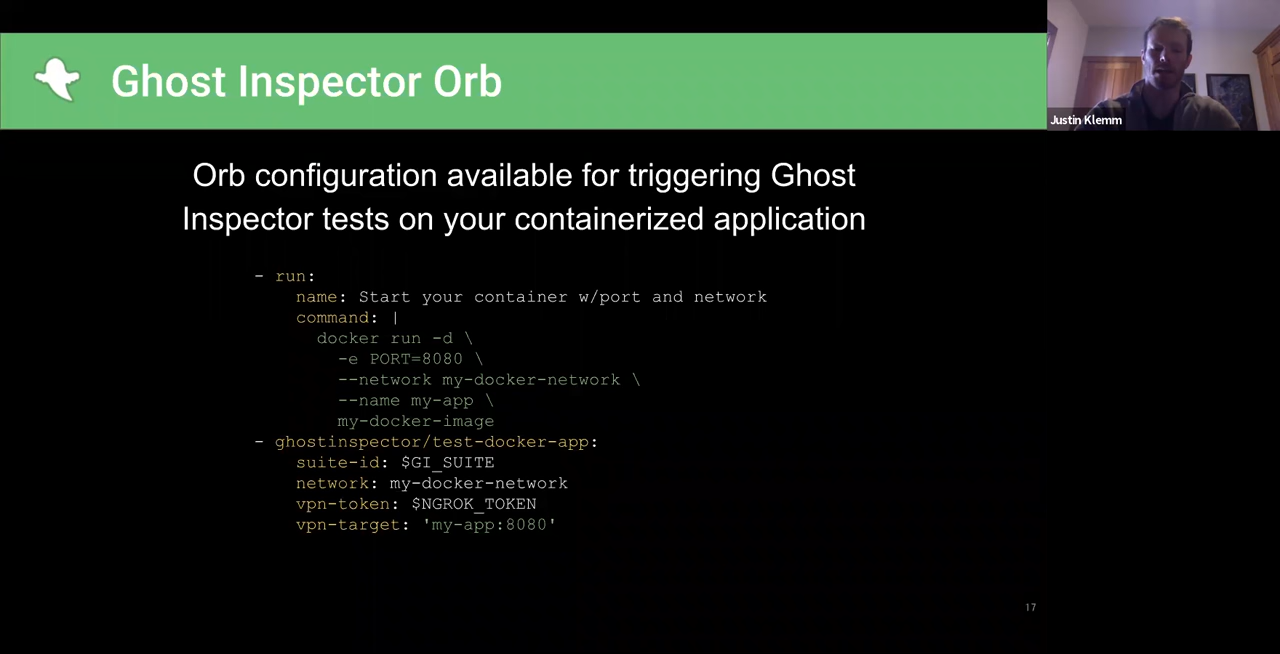 Ghost Inspector Orb
Justin Klemm
Orb configuration available for triggering Ghost
Inspector tests on your containerized application
- run:
name: Start your container w/port and network
command: |
docker run -d \
-e PORT=8080 \
--network my-docker-network \
--name my-app \
my-docker-image
- ghostinspector/test-docker-app:
suite-id: $GI_SUITE
network: my-docker-network
vpn-token: $NGROK_TOKEN
vpn-target: 'my-app:8080'
17